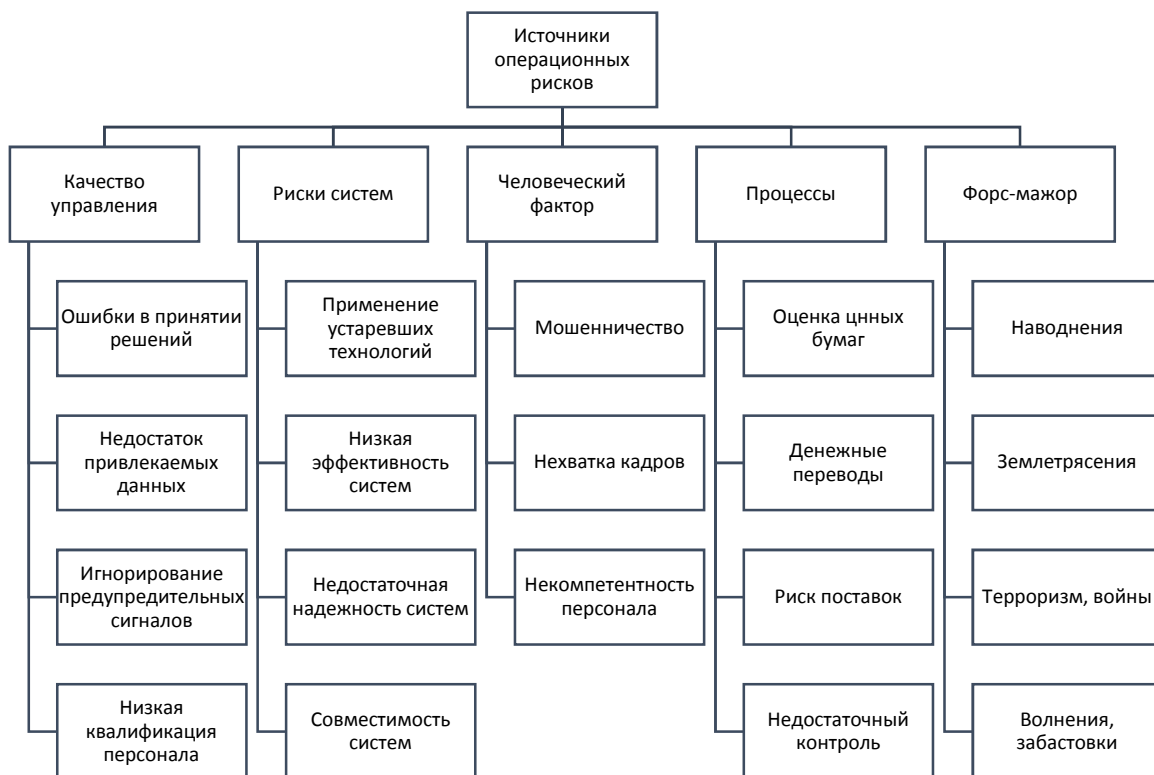 Источники
операционных
рисков
Качество
управления
Ошибки в принятии
решений
Недостаток
привлекаемых
данных
Игнорирование
предупредительных
сигналов
Низкая
квалификация
персонала
Риски систем
Применение
устаревших
технологий
Низкая
эффективность
систем
Недостаточная
надежность систем
Совместимость
систем
Человеческий
фактор
Мошенничество
Нехватка кадров
Некомпетентность
персонала
Процессы
Оценка цнных
бумаг
Денежные
переводы
Риск поставок
Недостаточный
контроль
Форс-мажор
Наводнения
Землетрясения
Терроризм, войны
Волнения,
забастовки